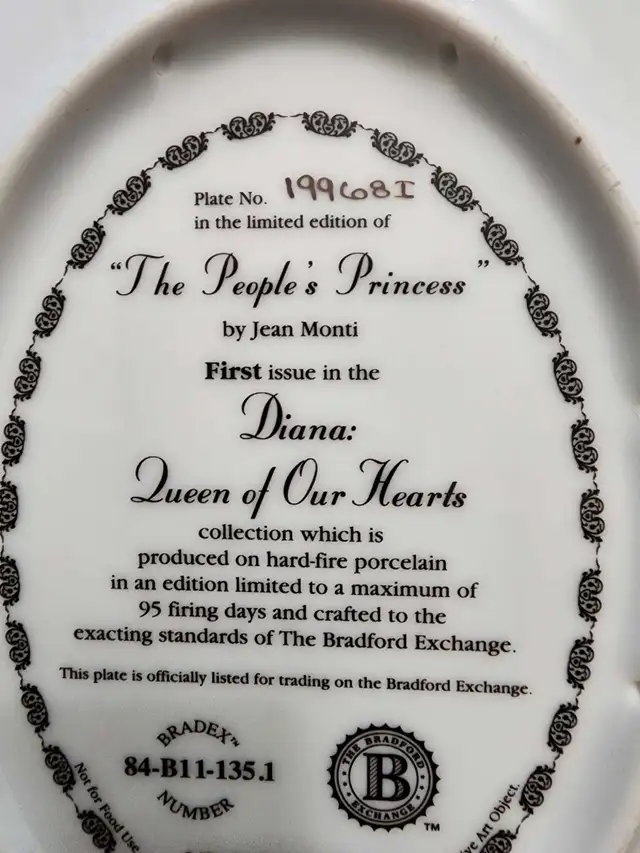 Plate No. 19968I
in the limited edition of
"The People's Princess"
by Jean Monti
First issue in the
Diana:
Queen of Our Hearts
collection which is
produced on hard-fire porcelain
in an edition limited to a maximum of
95 firing days and crafted to the
exacting standards of The Bradford Exchange.
This plate is officially listed for trading on the Bradford Exchange.
BRADEX™
84-B11-135.1
NUMBER
THE BRADFORD
B
EXCHANGE
TM
Not for Food Use.
Art Object.